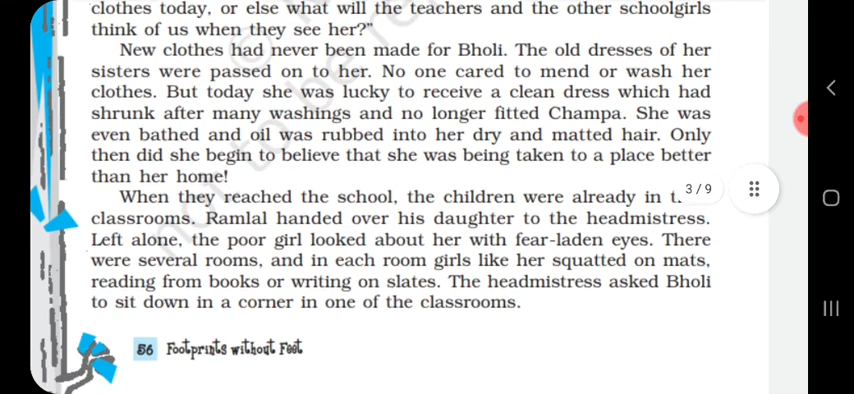 clothes today, or else what will the teachers and the other schoolgirls
think of us when they see her?"
New clothes had never been made for Bholi. The old dresses of her
sisters were passed on to her. No one cared to mend or wash her
clothes. But today she was lucky to receive a clean dress which had
shrunk after many washings and no longer fitted Champa. She was
even bathed and oil was rubbed into her dry and matted hair. Only
then did she begin to believe that she was being taken to a place better
than her home!
When they reached the school, the children were already in
3 / 9
classrooms. Ramlal handed over his daughter to the headmistress.
Left alone, the poor girl looked about her with fear-laden eyes. There
were several rooms, and in each room girls like her squatted on mats,
reading from books or writing on slates. The headmistress asked Bholi
to sit down in a corner in one of the classrooms.
56 Footprints without Feet
not to be re